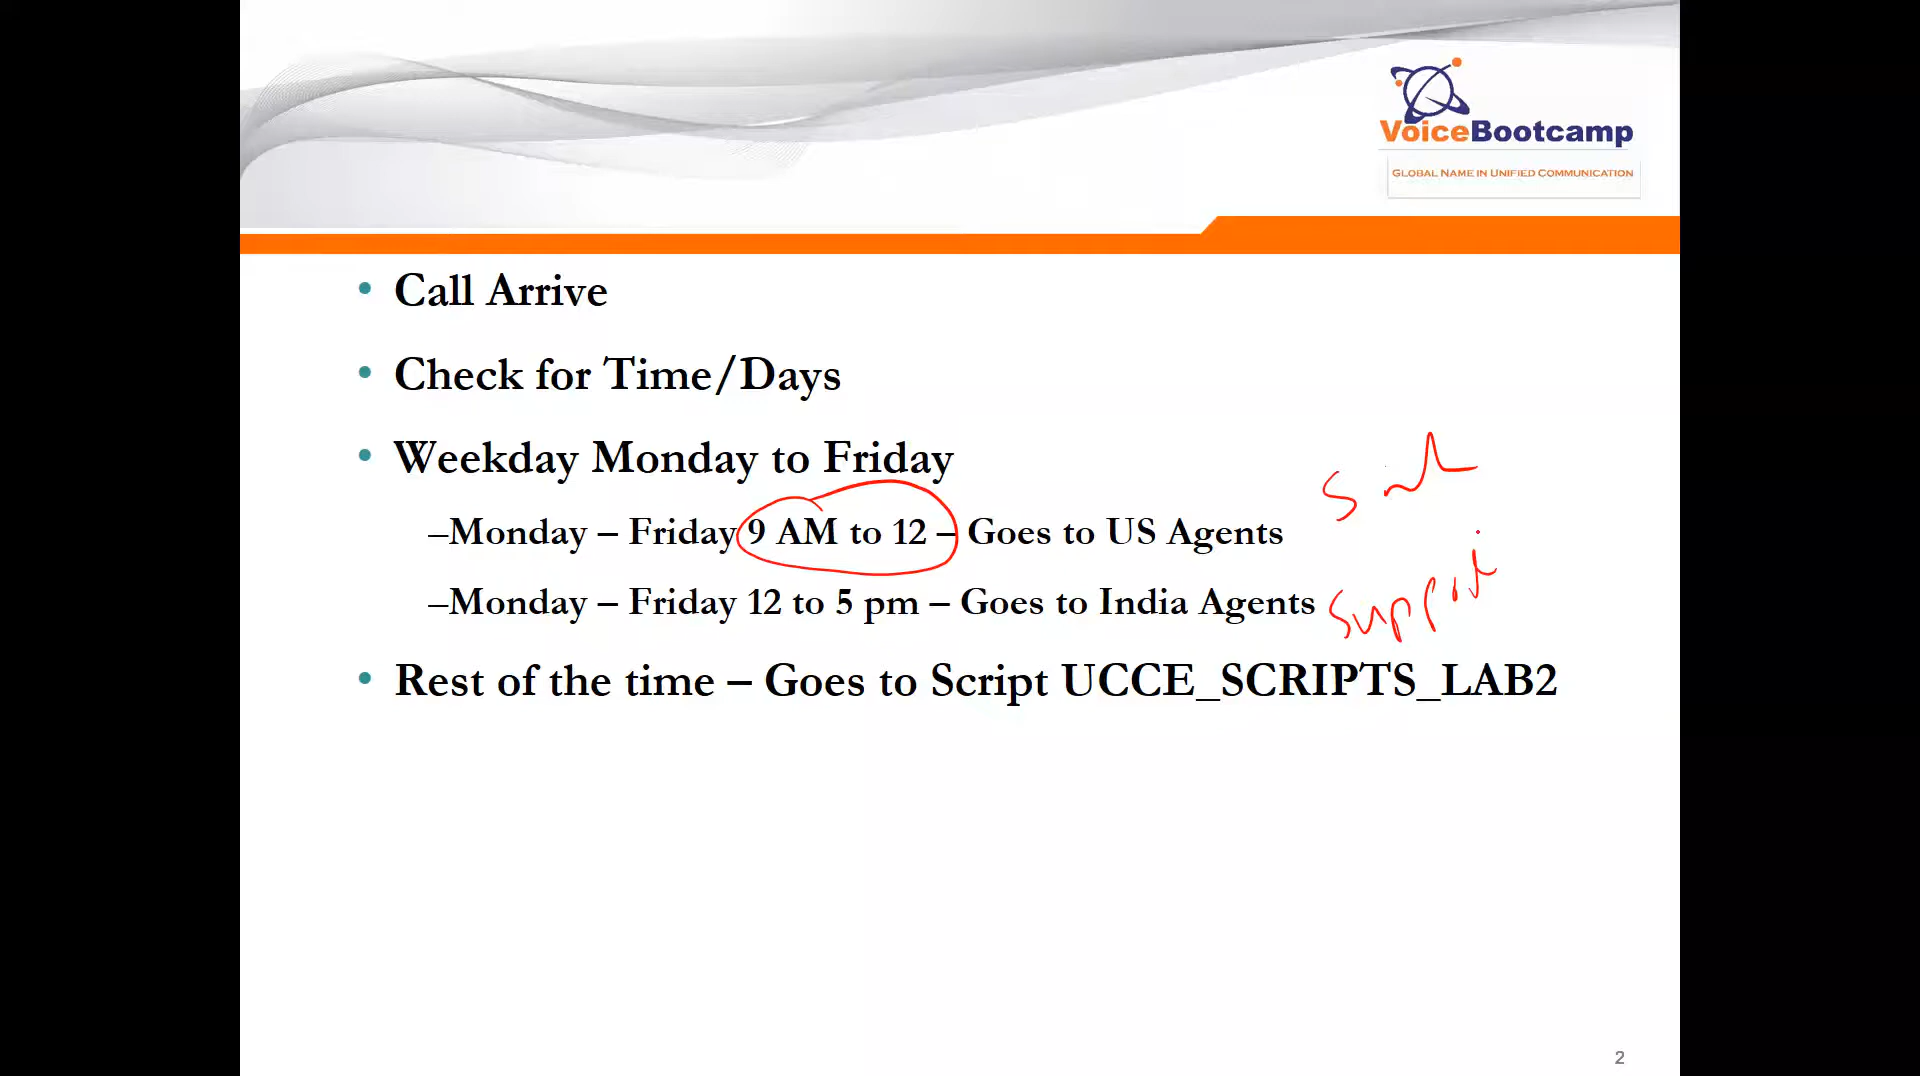 VoiceBootcamp
GLOBAL NAME IN UNIFIED COMMUNICATION
• Call Arrive
• Check for Time/Days
• Weekday Monday to Friday
–Monday – Friday 9 AM to 12 – Goes to US Agents
–Monday – Friday 12 to 5 pm – Goes to India Agents
Support
• Rest of the time – Goes to Script UCCE_SCRIPTS_LAB2
2